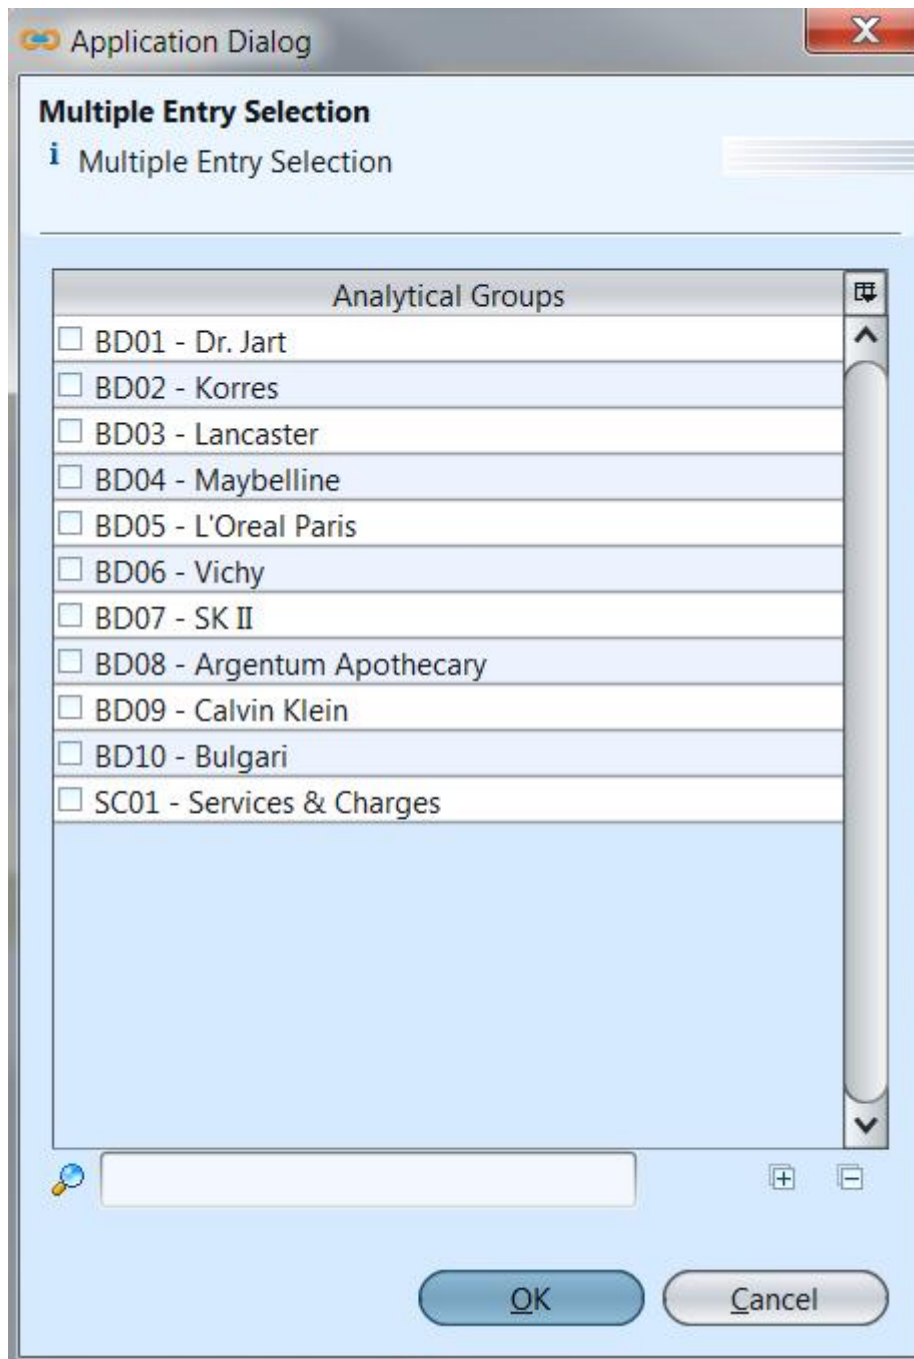 Application Dialog
Multiple Entry Selection
i Multiple Entry Selection
Analytical Groups
BD01 - Dr. Jart
BD02 - Korres
BD03 - Lancaster
BD04 - Maybelline
BD05 - L'Oreal Paris
BD06 - Vichy
BD07 - SK II
BD08 - Argentum Apothecary
BD09 - Calvin Klein
BD10 - Bulgari
SC01 - Services & Charges
OK Cancel